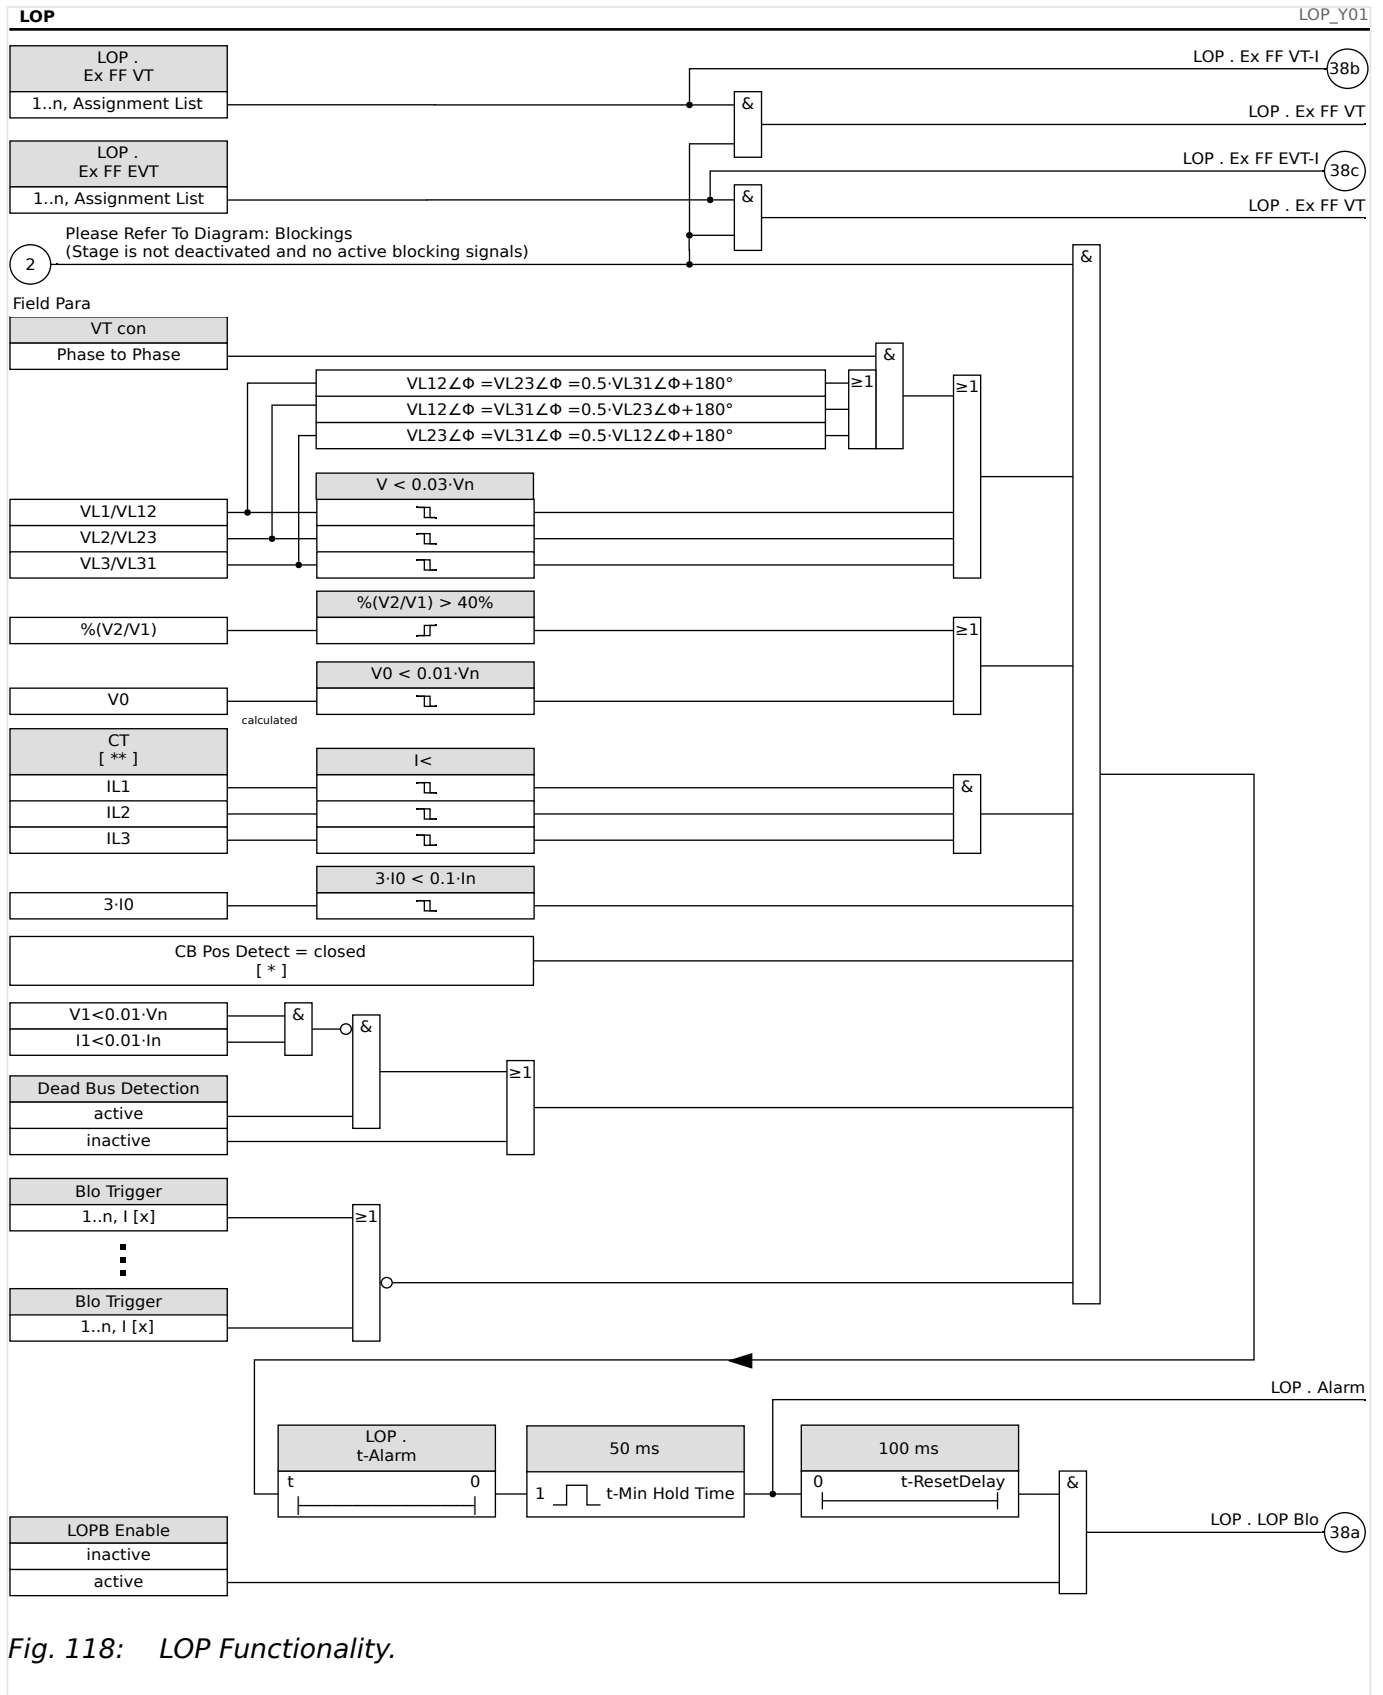 LOP
LOP_Y01
LOP .
Ex FF VT
1..n, Assignment List
&
LOP . Ex FF VT-I
38b
LOP . Ex FF VT
LOP .
Ex FF EVT
1..n, Assignment List
&
LOP . Ex FF EVT-I
38c
LOP . Ex FF VT
Please Refer To Diagram: Blockings
(Stage is not deactivated and no active blocking signals)
2
&
Field Para
VT con
Phase to Phase
&
VL12∠Φ =VL23∠Φ =0.5·VL31∠Φ+180°
≥1
≥1
VL12∠Φ =VL31∠Φ =0.5·VL23∠Φ+180°
VL23∠Φ =VL31∠Φ =0.5·VL12∠Φ+180°
V < 0.03·Vn
VL1/VL12
VL2/VL23
VL3/VL31
%(V2/V1) > 40%
%(V2/V1)
≥1
V0 < 0.01·Vn
V0
calculated
CT
[ ** ]
I<
IL1
&
IL2
IL3
3·I0 < 0.1·In
3·I0
CB Pos Detect = closed
[ * ]
V1<0.01·Vn
&
&
I1<0.01·In
≥1
Dead Bus Detection
active
inactive
Blo Trigger
1..n, I [x]
≥1
Blo Trigger
1..n, I [x]
LOP . Alarm
LOP .
t-Alarm
50 ms
100 ms
t
0
1
t-Min Hold Time
0
t-ResetDelay
&
LOPB Enable
inactive
active
LOP . LOP Blo
38a
Fig. 118: LOP Functionality.